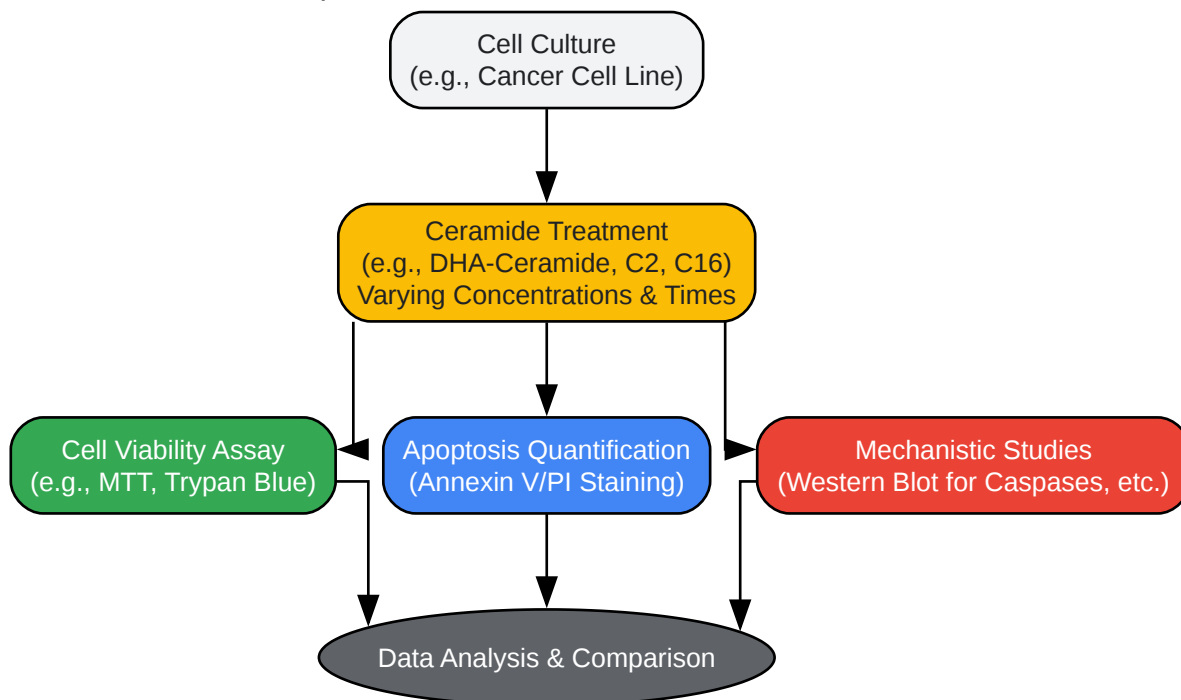 Cell Culture
(e.g., Cancer Cell Line)
Ceramide Treatment
(e.g., DHA-Ceramide, C2, C16)
Varying Concentrations & Times
Cell Viability Assay
(e.g., MTT, Trypan Blue)
Apoptosis Quantification
(Annexin V/PI Staining)
Mechanistic Studies
(Western Blot for Caspases, etc.)
Data Analysis & Comparison